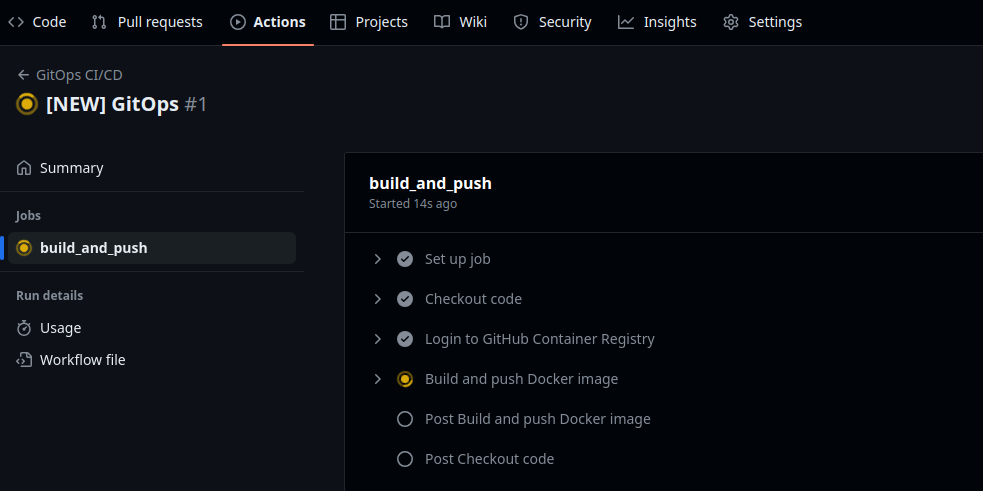 Code Pull requests Actions Projects Wiki Security Insights Settings
GitOps CI/CD
[NEW] GitOps #1
Summary
Jobs
build_and_push
Run details
Usage
Workflow file
build_and_push
Started 14s ago
Set up job
Checkout code
Login to GitHub Container Registry
Build and push Docker image
Post Build and push Docker image
Post Checkout code